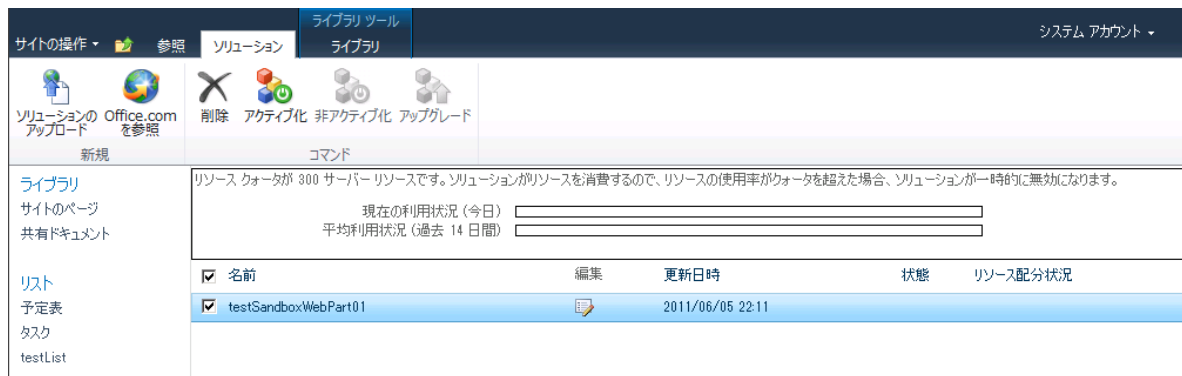 ライブラリ ツール
サイトの操作 参照 ソリューション ライブラリ システム アカウント
ソリューションの アップロード
Office.com を参照
削除 アクティブ化 非アクティブ化 アップグレード
新規 コマンド
ライブラリ
サイトのページ
共有ドキュメント
リスト
予定表
タスク
testList
リソース クォータが 300 サーバー リソースです。ソリューションがリソースを消費するので、リソースの使用率がクォータを超えた場合、ソリューションが一時的に無効になります。
現在の利用状況 (今日)
平均利用状況 (過去 14 日間)
名前 編集 更新日時 状態 リソース配分状況
testSandboxWebPart01 2011/06/05 22:11